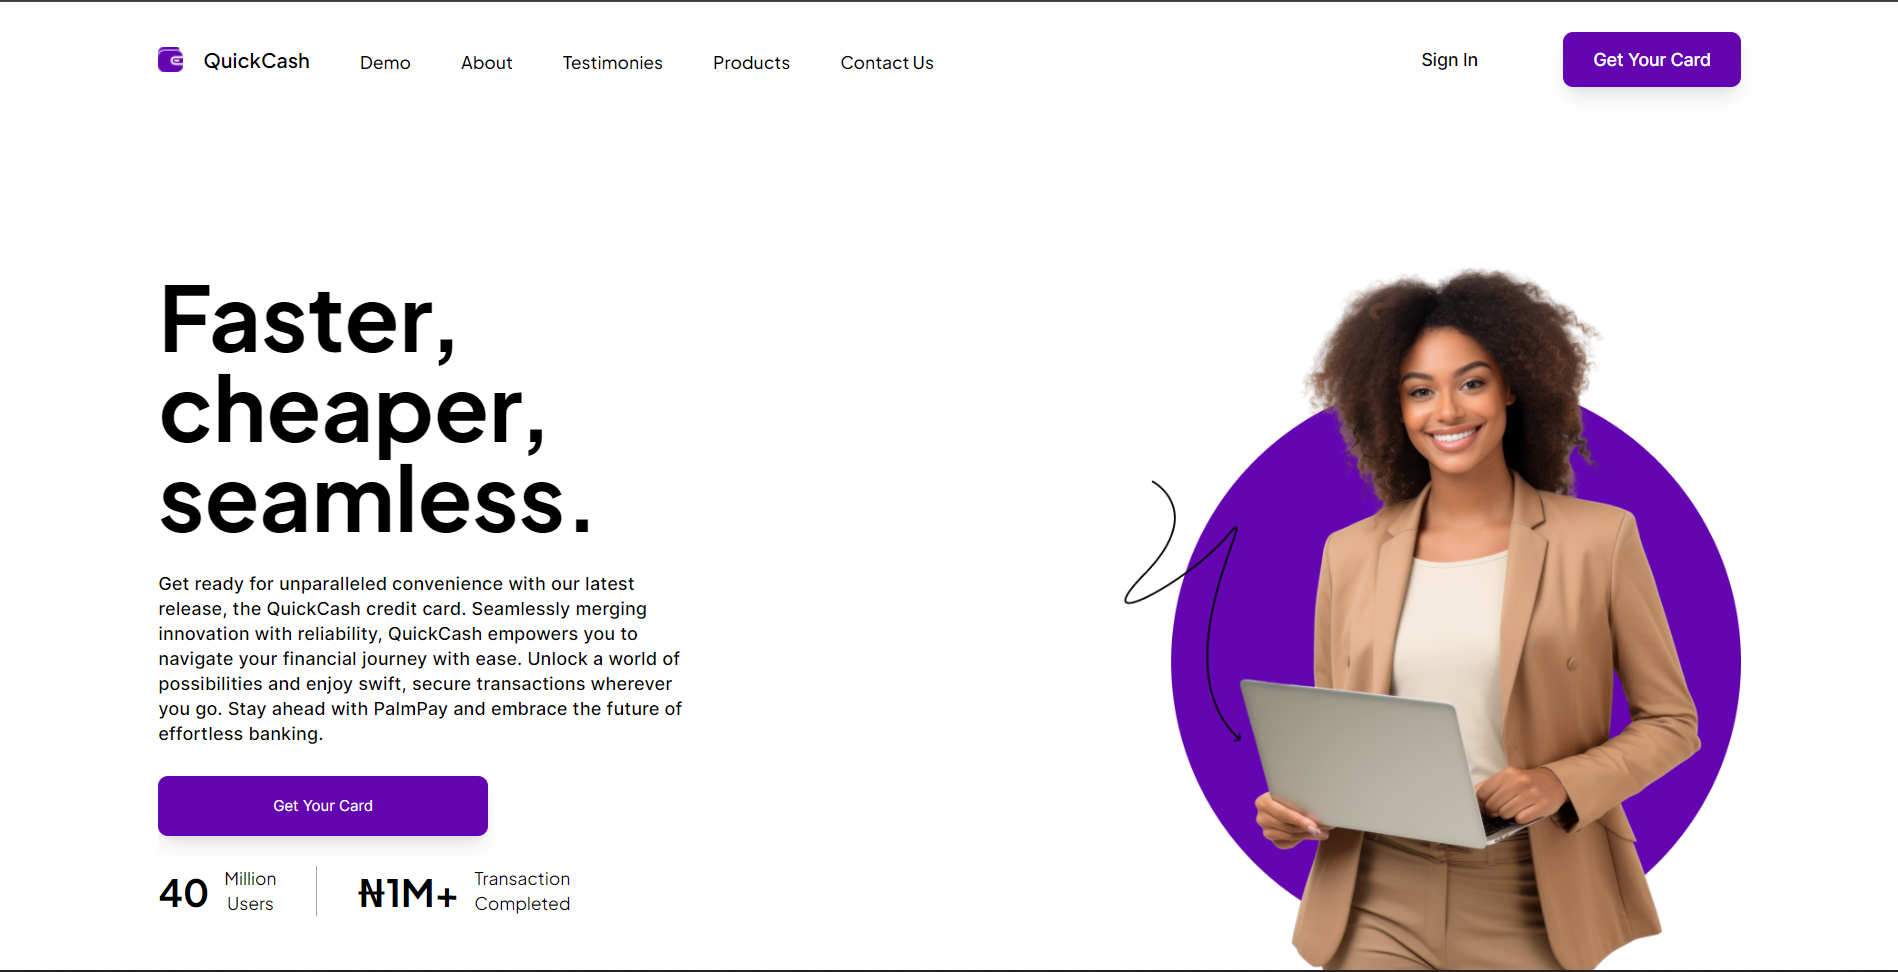 QuickCash
Demo
About
Testimonies
Products
Contact Us
Sign In
Get Your Card
Faster,
cheaper,
seamless.
Get ready for unparalleled convenience with our latest
release, the QuickCash credit card. Seamlessly merging
innovation with reliability, QuickCash empowers you to
navigate your financial journey with ease. Unlock a world of
possibilities and enjoy swift, secure transactions wherever
you go. Stay ahead with PalmPay and embrace the future of
effortless banking.
Get Your Card
40
Million
Users
₦1M+
Transaction
Completed